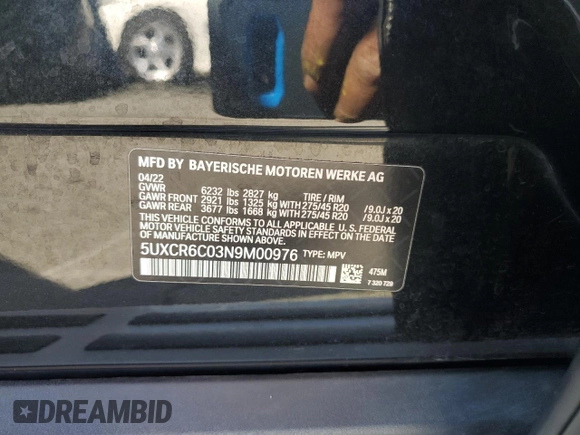 MFD BY BAYERISCHE MOTOREN WERKE AG
04/22
GVWR 6232 lbs 2827 kg TIRE / RIM
GAWR FRONT 2921 lbs 1325 kg WITH 275/45 R20 / 9.0J x 20
GAWR REAR 3677 lbs 1668 kg WITH 275/45 R20 / 9.0J x 20
THIS VEHICLE CONFORMS TO ALL APPLICABLE U.S. FEDERAL
MOTOR VEHICLE SAFETY STANDARDS IN EFFECT ON THE DATE OF
MANUFACTURE SHOWN ABOVE.
5UXCR6C03N9M00976 TYPE: MPV
475M
7 320 729
DREAMBID